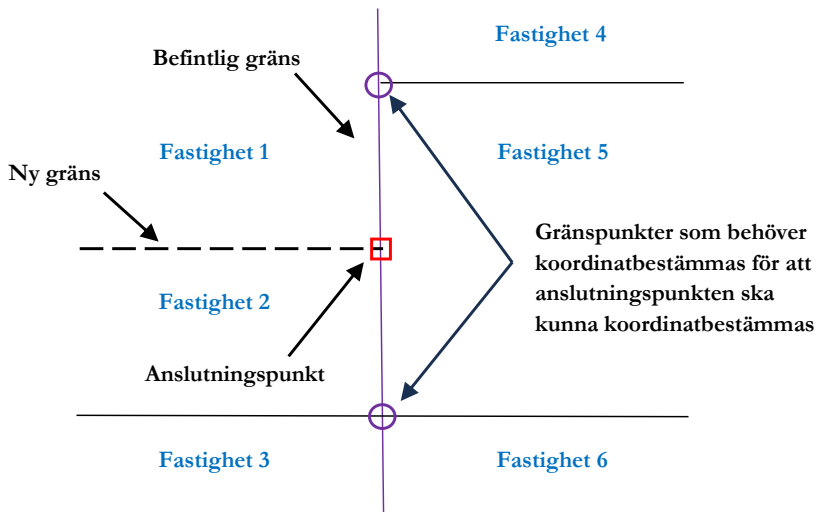 Fastighet 4
Befintlig gräns
Fastighet 1
Fastighet 5
Ny gräns
Gränspunkter som behöver
koordinatbestämmas för att
anslutningspunkten ska
kunna koordinatbestämmas
Fastighet 2
Anslutningspunkt
Fastighet 3
Fastighet 6